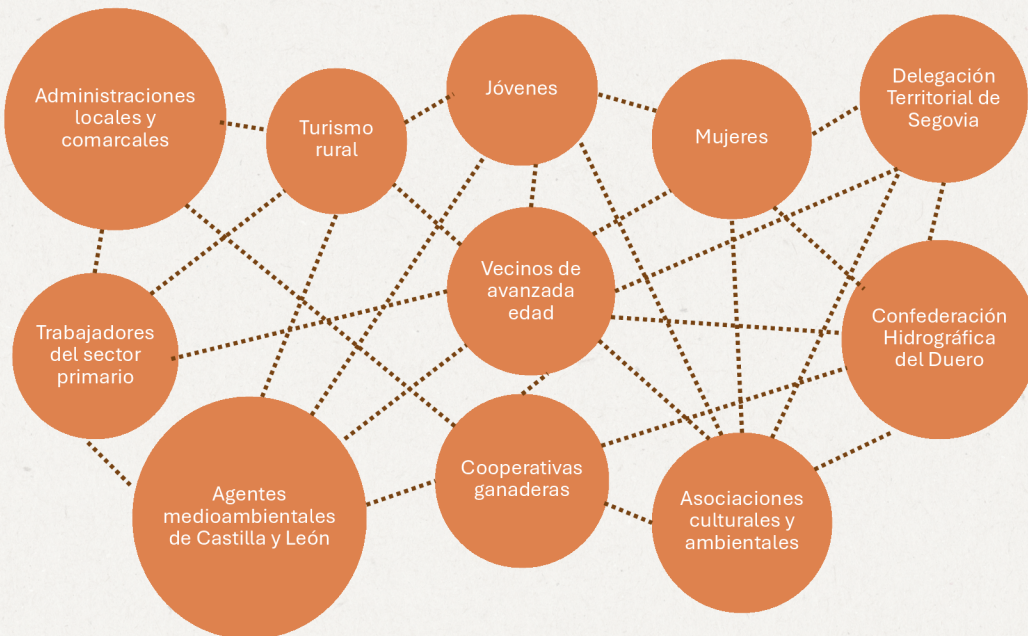 Administraciones
locales y
comarcales
Turismo
rural
Jóvenes
Mujeres
Delegación
Territorial de
Segovia
Trabajadores
del sector
primario
Vecinos de
avanzada
edad
Confederación
Hidrográfica
del Duero
Agentes
medioambientales
de Castilla y León
Cooperativas
ganaderas
Asociaciones
culturales y
ambientales